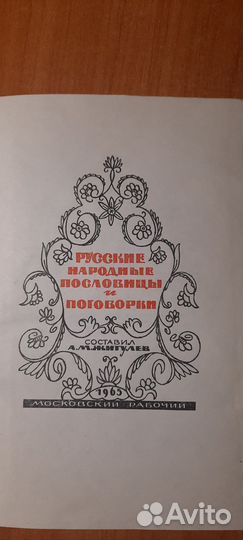 РУССКИЕ
НАРОДНЫЕ
ПОСЛОВИЦЫ
и
ПОГОВОРКИ
СОСТАВИЛ
А.М.ЖИГУЛЕВ
1965
МОСКОВСКИЙ РАБОЧИЙ
Avito